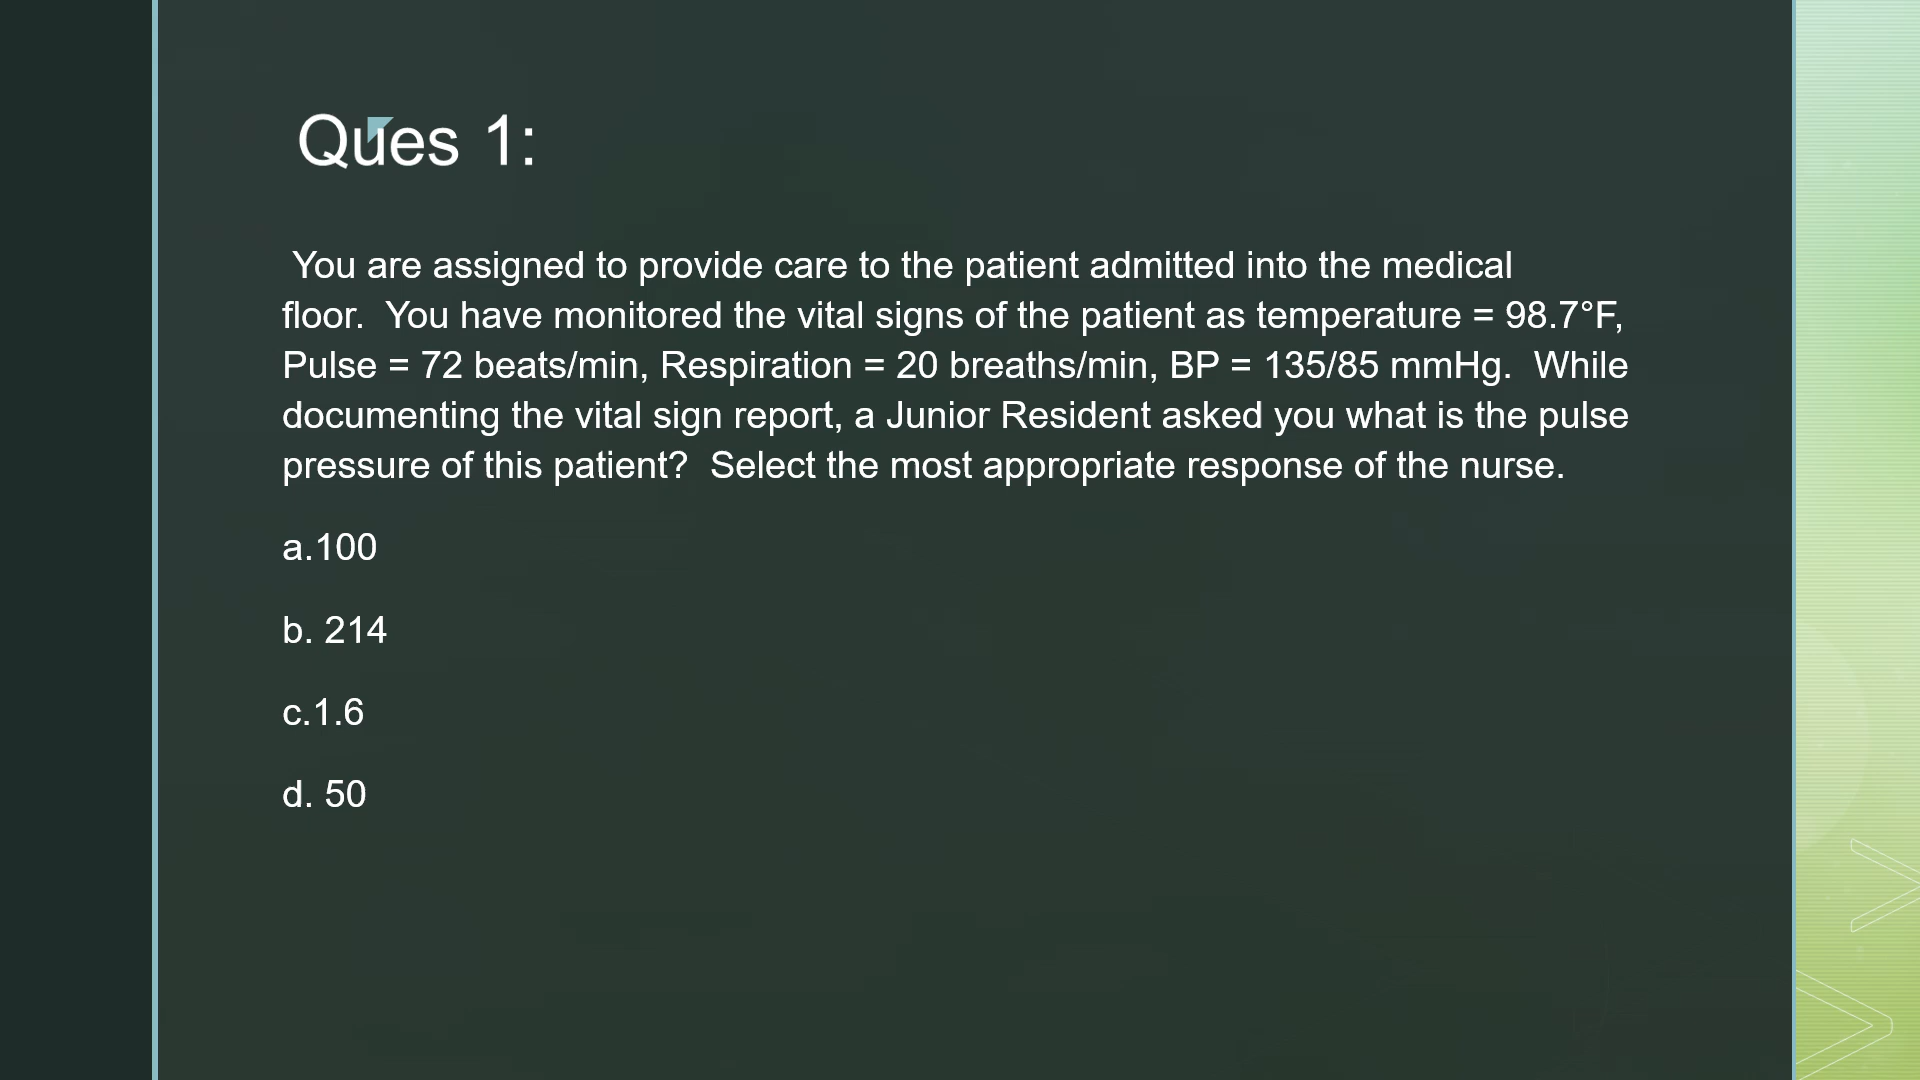 Ques 1:
You are assigned to provide care to the patient admitted into the medical
floor.  You have monitored the vital signs of the patient as temperature = 98.7°F,
Pulse = 72 beats/min, Respiration = 20 breaths/min, BP = 135/85 mmHg.  While
documenting the vital sign report, a Junior Resident asked you what is the pulse
pressure of this patient?  Select the most appropriate response of the nurse.
a.100
b. 214
c.1.6
d. 50